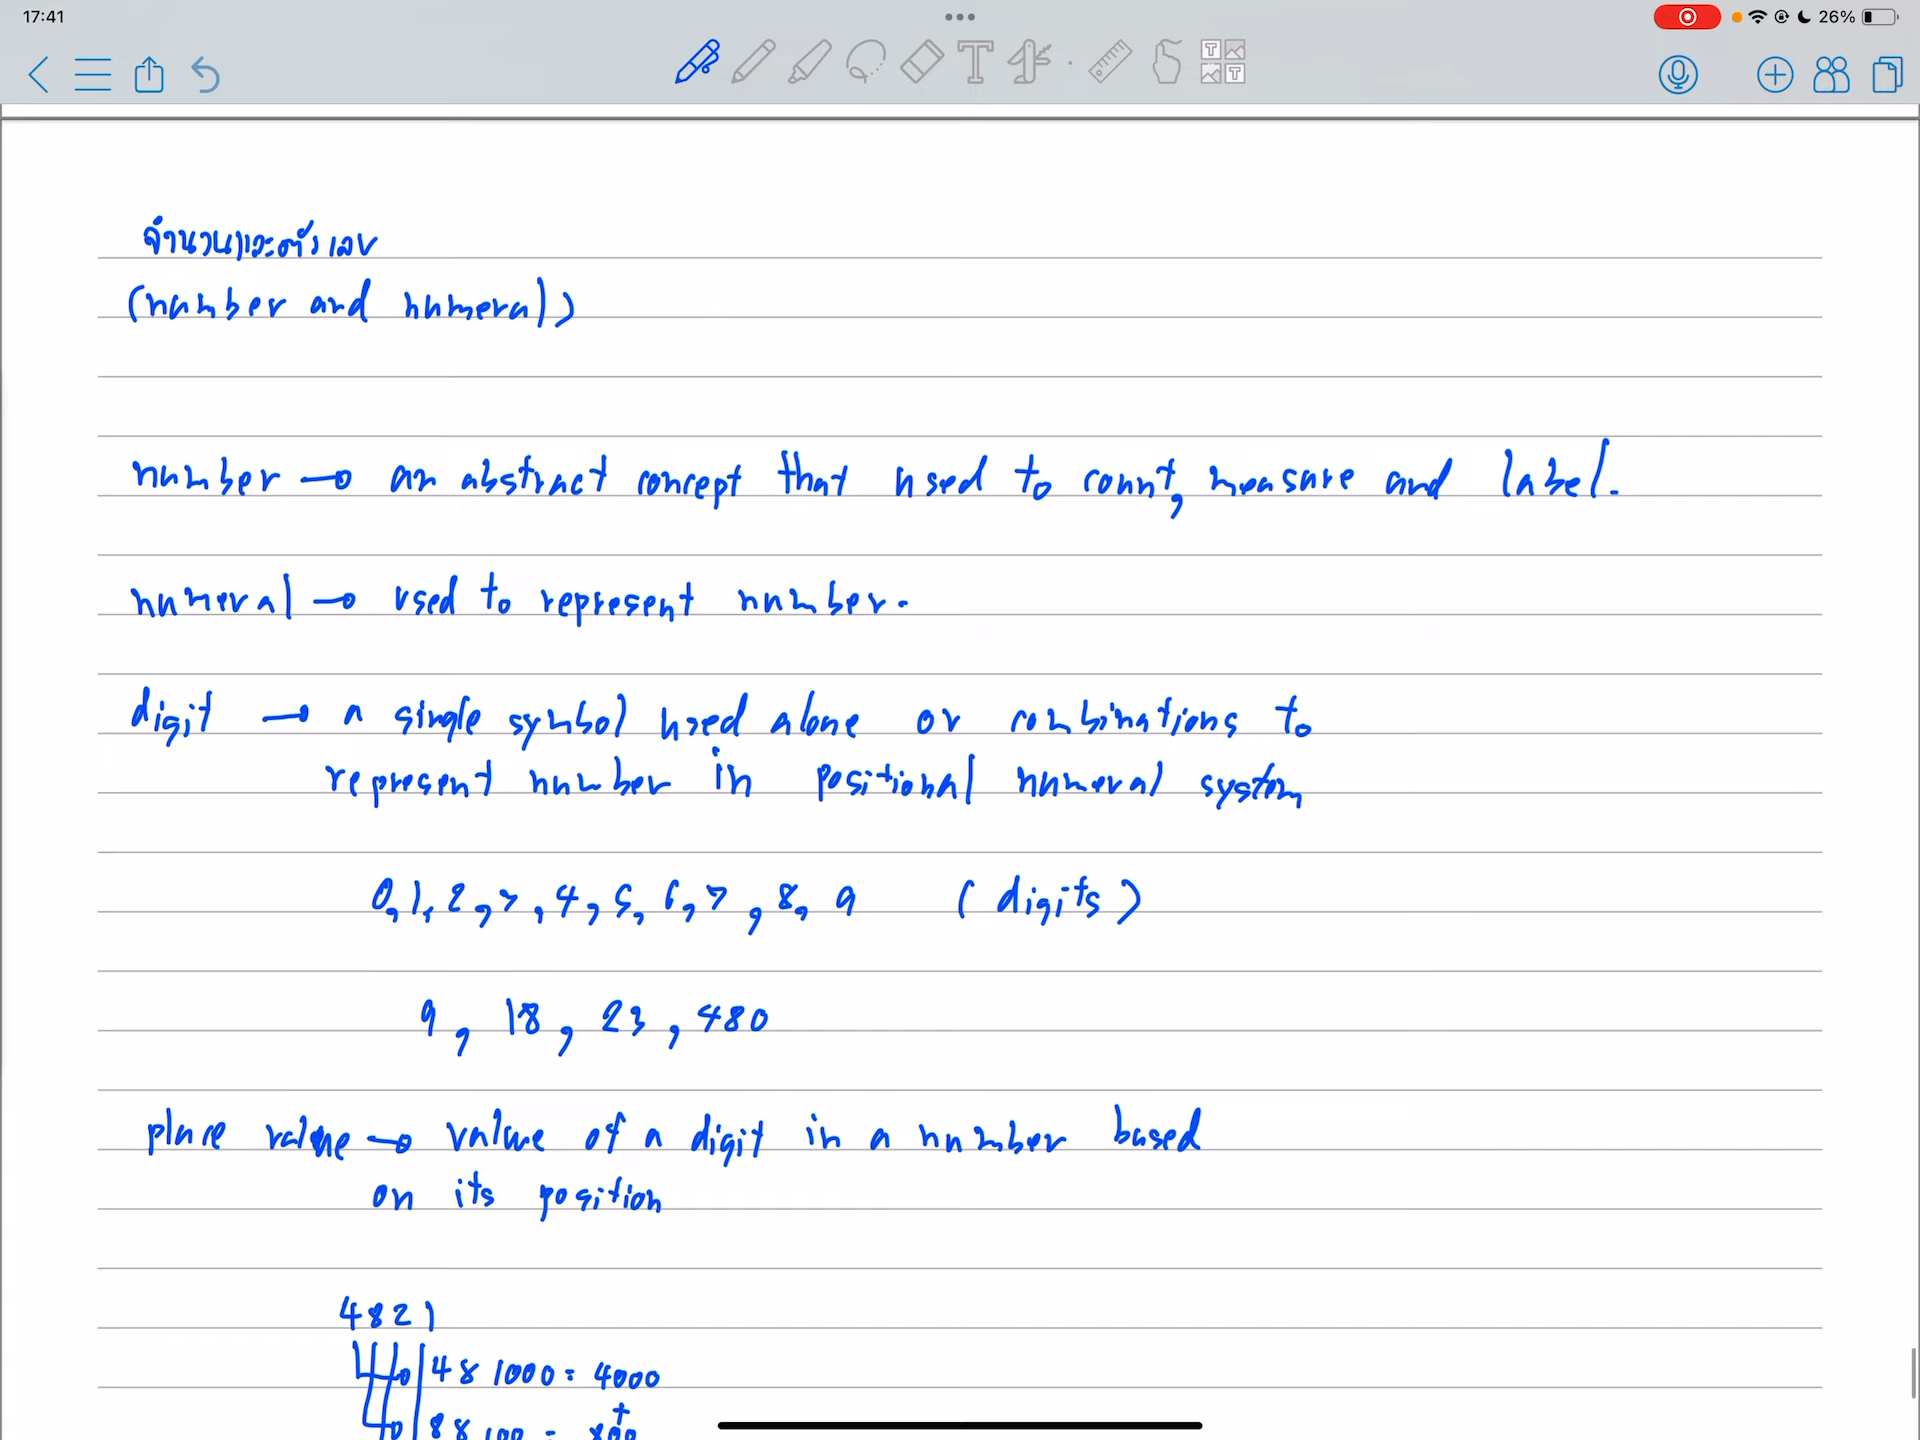 17:41
26%
จำนวนและตัวเลข
(number and numeral)
number → an abstract concept that used to count, measure and label.
numeral → used to represent number.
digit → a single symbol used alone or combinations to
represent number in positional numeral system
0, 1, 2, 3, 4, 5, 6, 7, 8, 9 (digits)
9, 18, 23, 480
place value → value of a digit in a number based
on its position
4821
4 × 1000 = 4000
+
8 × 100 = 800